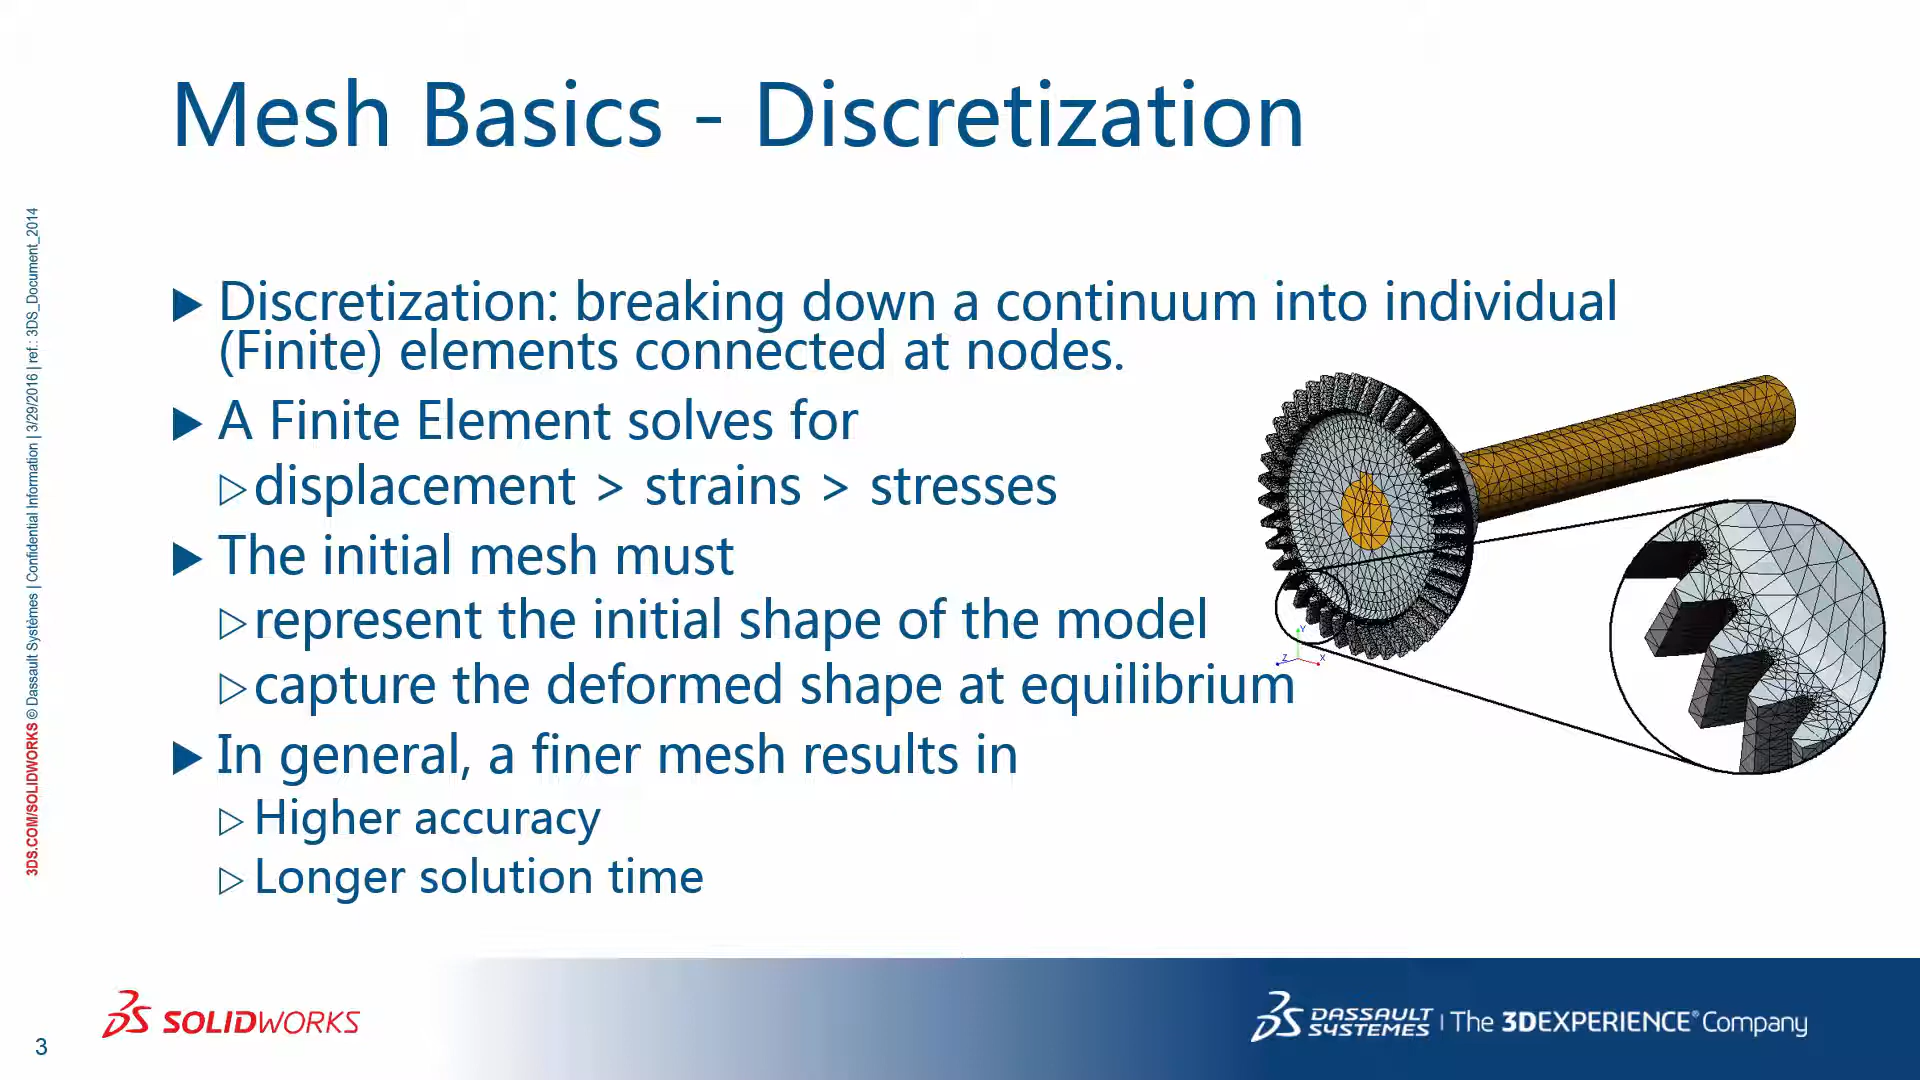 Mesh Basics - Discretization
▶ Discretization: breaking down a continuum into individual
(Finite) elements connected at nodes.
▶ A Finite Element solves for
▷ displacement > strains > stresses
▶ The initial mesh must
▷ represent the initial shape of the model
▷ capture the deformed shape at equilibrium
▶ In general, a finer mesh results in
▷ Higher accuracy
▷ Longer solution time
Y
Z
X
3DS.COM/SOLIDWORKS © Dassault Systèmes | Confidential Information | 3/29/2016 | ref.: 3DS_Document_2014
3
SOLIDWORKS
DASSAULT SYSTEMES | The 3DEXPERIENCE® Company